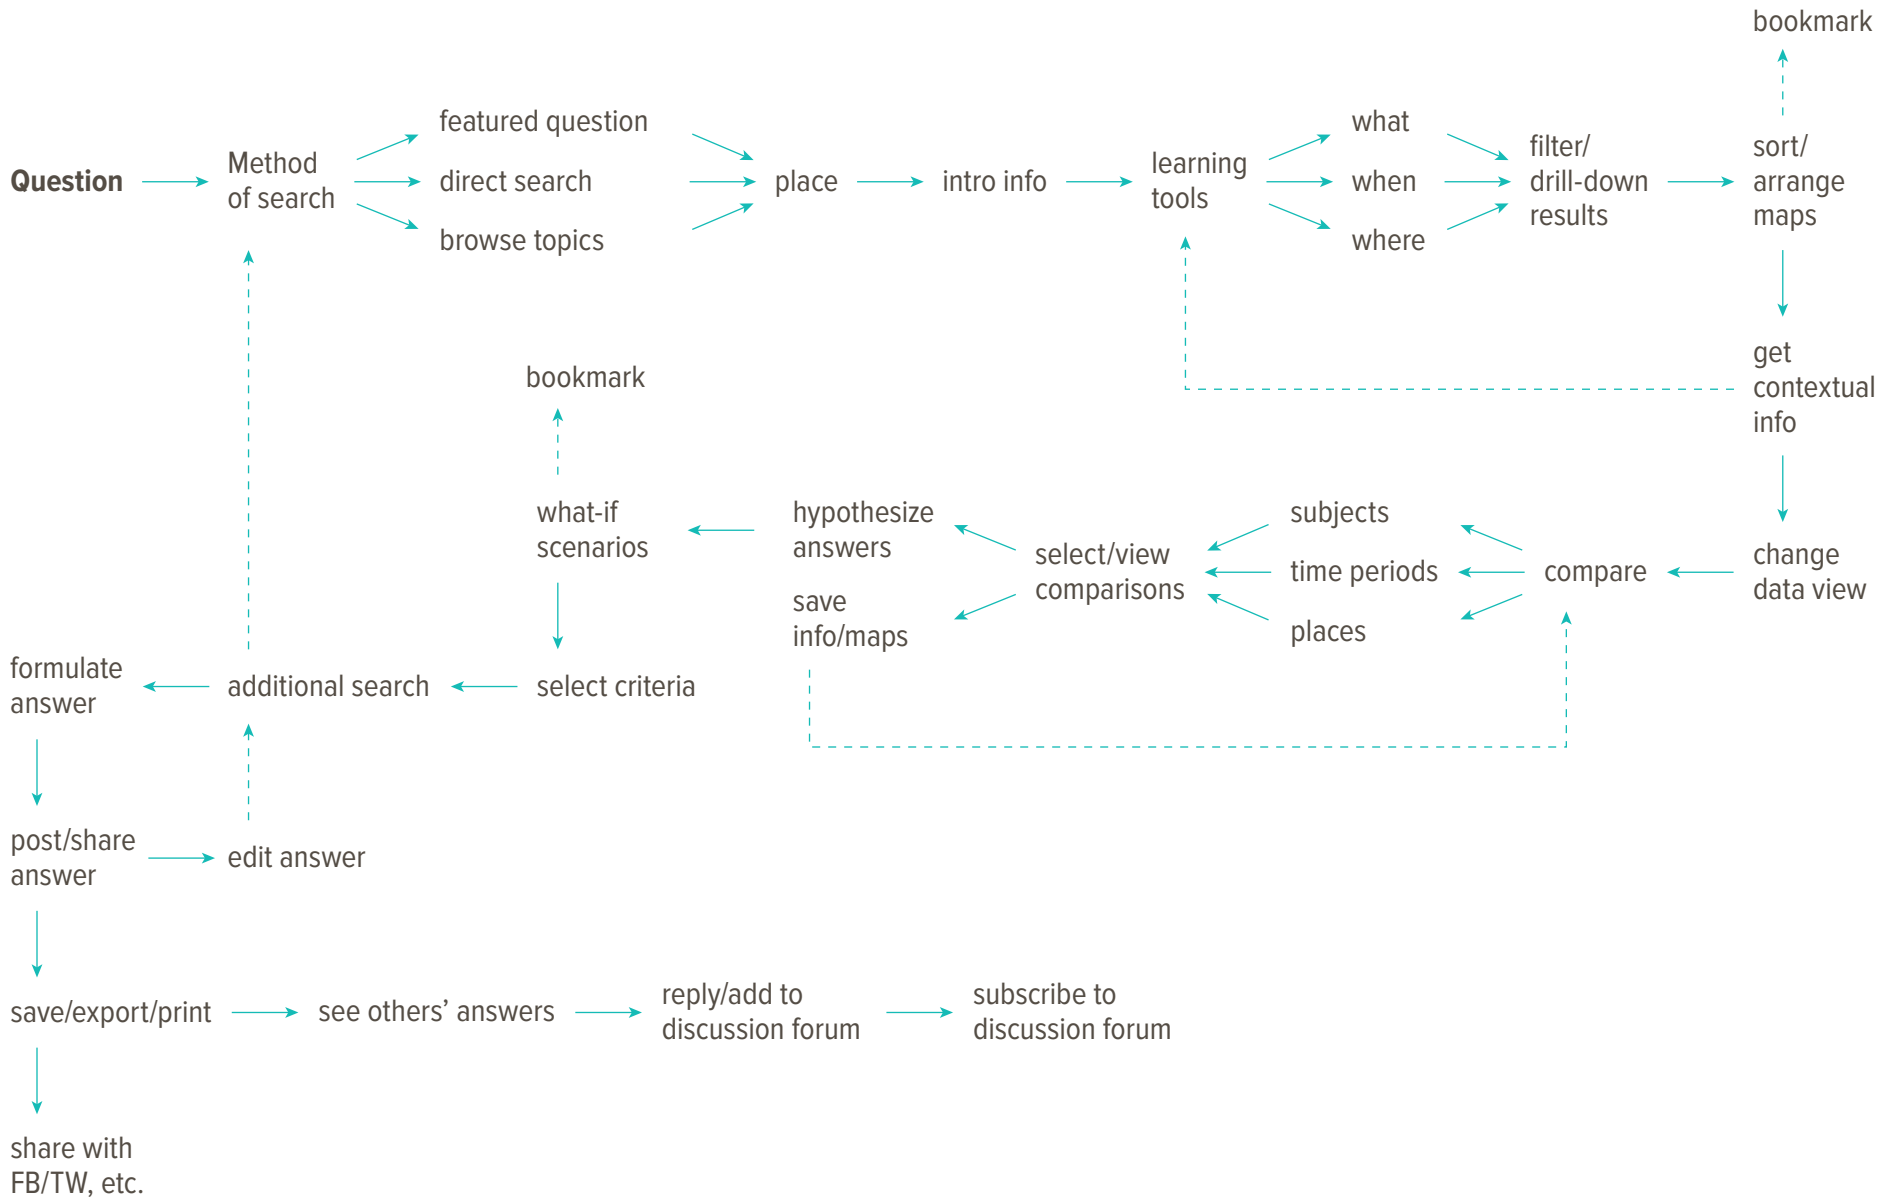 bookmark
featured question
what
Question
Method
of search
direct search
place
intro info
learning
tools
when
filter/
drill-down
results
sort/
arrange
maps
browse topics
where
get
contextual
info
bookmark
what-if
scenarios
hypothesize
answers
select/view
comparisons
subjects
time periods
places
compare
change
data view
save
info/maps
formulate
answer
additional search
select criteria
post/share
answer
edit answer
save/export/print
see others’ answers
reply/add to
discussion forum
subscribe to
discussion forum
share with
FB/TW, etc.